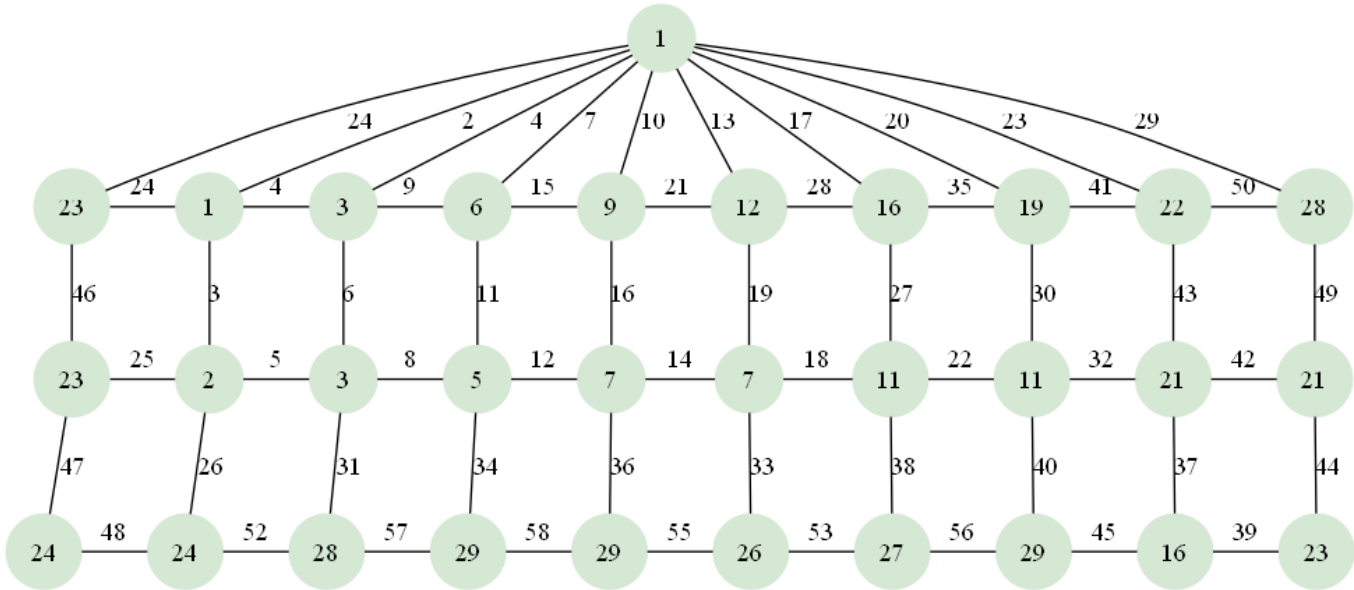 1
24 2 4 7 10 13 17 20 23 29
24 4 9 15 21 28 35 41 50
23 1 3 6 9 12 16 19 22 28
46 3 6 11 16 19 27 30 43 49
25 5 8 12 14 18 22 32 42
23 2 3 5 7 7 11 11 21 21
47 26 31 34 36 33 38 40 37 44
48 52 57 58 55 53 56 45 39
24 24 28 29 29 26 27 29 16 23